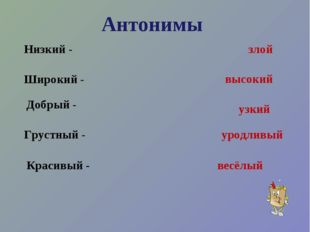 Антонимы
Низкий - злой
Широкий - высокий
Добрый - узкий
Грустный - уродливый
Красивый - весёлый